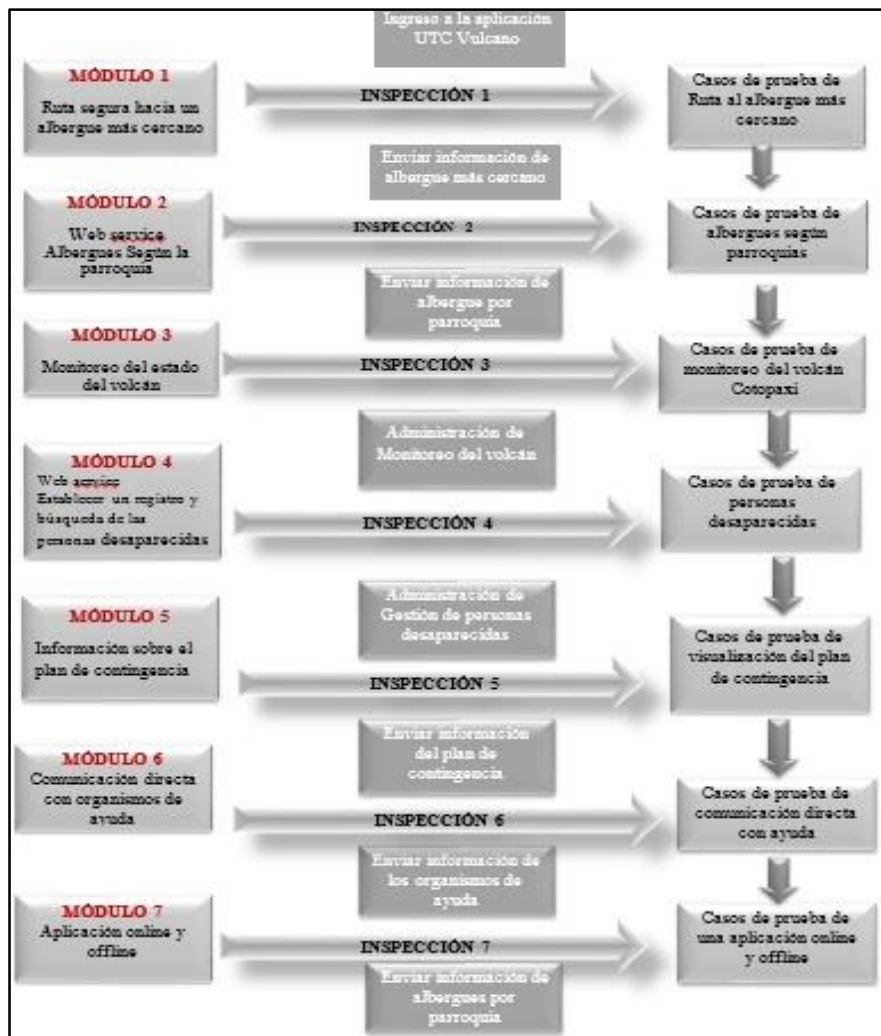 Ingreso a la aplicación
UTC Vulcano
MÓDULO 1
Ruta segura hacia un
albergue más cercano
INSPECCIÓN 1
Casos de prueba de
Ruta al albergue más
cercano
Enviar información de
albergue más cercano
MÓDULO 2
Web service
Albergues Según la
parroquia
INSPECCIÓN 2
Casos de prueba de
albergues según
parroquias
Enviar información de
albergue por
parroquia
MÓDULO 3
Monitoreo del estado
del volcán
INSPECCIÓN 3
Casos de prueba de
monitoreo del volcán
Cotopaxi
Administración de
Monitoreo del volcán
MÓDULO 4
Web service
Establecer un registro y
búsqueda de las
personas desaparecidas
INSPECCIÓN 4
Casos de prueba de
personas
desaparecidas
Administración de
Gestión de personas
desaparecidas
MÓDULO 5
Información sobre el
plan de contingencia
INSPECCIÓN 5
Casos de prueba de
visualización del plan
de contingencia
Enviar información
del plan de
contingencia
MÓDULO 6
Comunicación directa
con organismos de
ayuda
INSPECCIÓN 6
Casos de prueba de
comunicación directa
con ayuda
Enviar información de
los organismos de
ayuda
MÓDULO 7
Aplicación online y
offline
INSPECCIÓN 7
Casos de prueba de
una aplicación online
y offline
Enviar información de
albergues por
parroquia